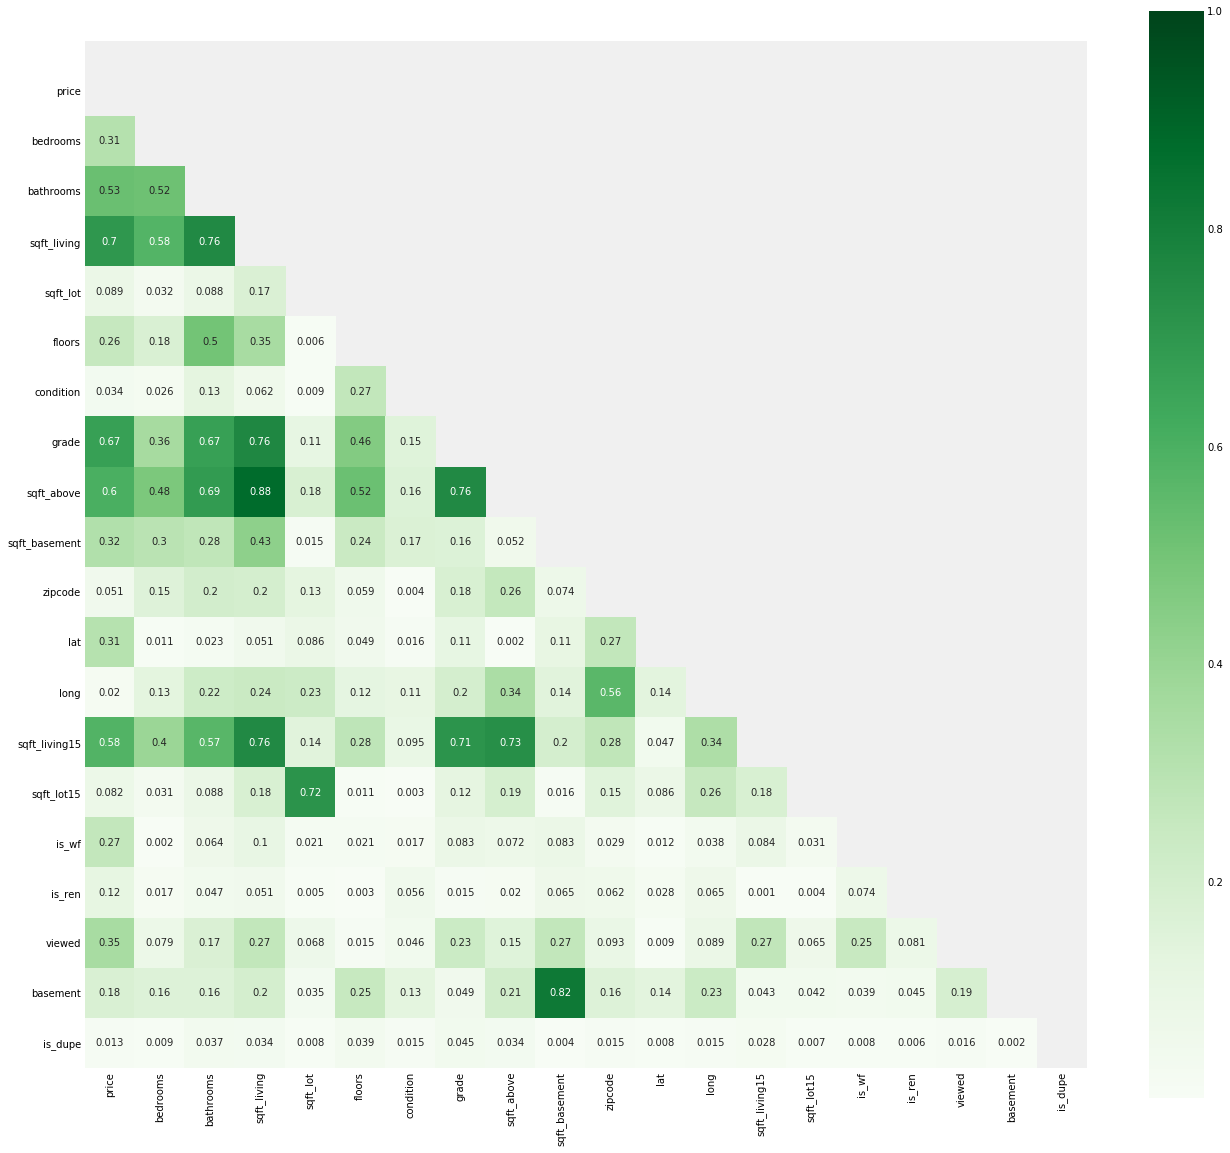 1.0
price
bedrooms 0.31
bathrooms 0.53 0.52
sqft_living 0.7 0.58 0.76
0.8
sqft_lot 0.089 0.032 0.088 0.17
floors 0.26 0.18 0.5 0.35 0.006
condition 0.034 0.026 0.13 0.062 0.009 0.27
grade 0.67 0.36 0.67 0.76 0.11 0.46 0.15
0.6
sqft_above 0.6 0.48 0.69 0.88 0.18 0.52 0.16 0.76
sqft_basement 0.32 0.3 0.28 0.43 0.015 0.24 0.17 0.16 0.052
zipcode 0.051 0.15 0.2 0.2 0.13 0.059 0.004 0.18 0.26 0.074
lat 0.31 0.011 0.023 0.051 0.086 0.049 0.016 0.11 0.002 0.11 0.27
0.4
long 0.02 0.13 0.22 0.24 0.23 0.12 0.11 0.2 0.34 0.14 0.56 0.14
sqft_living15 0.58 0.4 0.57 0.76 0.14 0.28 0.095 0.71 0.73 0.2 0.28 0.047 0.34
sqft_lot15 0.082 0.031 0.088 0.18 0.72 0.011 0.003 0.12 0.19 0.016 0.15 0.086 0.26 0.18
is_wf 0.27 0.002 0.064 0.1 0.021 0.021 0.017 0.083 0.072 0.083 0.029 0.012 0.038 0.084 0.031
0.2
is_ren 0.12 0.017 0.047 0.051 0.005 0.003 0.056 0.015 0.02 0.065 0.062 0.028 0.065 0.001 0.004 0.074
viewed 0.35 0.079 0.17 0.27 0.068 0.015 0.046 0.23 0.15 0.27 0.093 0.009 0.089 0.27 0.065 0.25 0.081
basement 0.18 0.16 0.16 0.2 0.035 0.25 0.13 0.049 0.21 0.82 0.16 0.14 0.23 0.043 0.042 0.039 0.045 0.19
is_dupe 0.013 0.009 0.037 0.034 0.008 0.039 0.015 0.045 0.034 0.004 0.015 0.008 0.015 0.028 0.007 0.008 0.006 0.016 0.002
price
bedrooms
bathrooms
sqft_living
sqft_lot
floors
condition
grade
sqft_above
sqft_basement
zipcode
lat
long
sqft_living15
sqft_lot15
is_wf
is_ren
viewed
basement
is_dupe